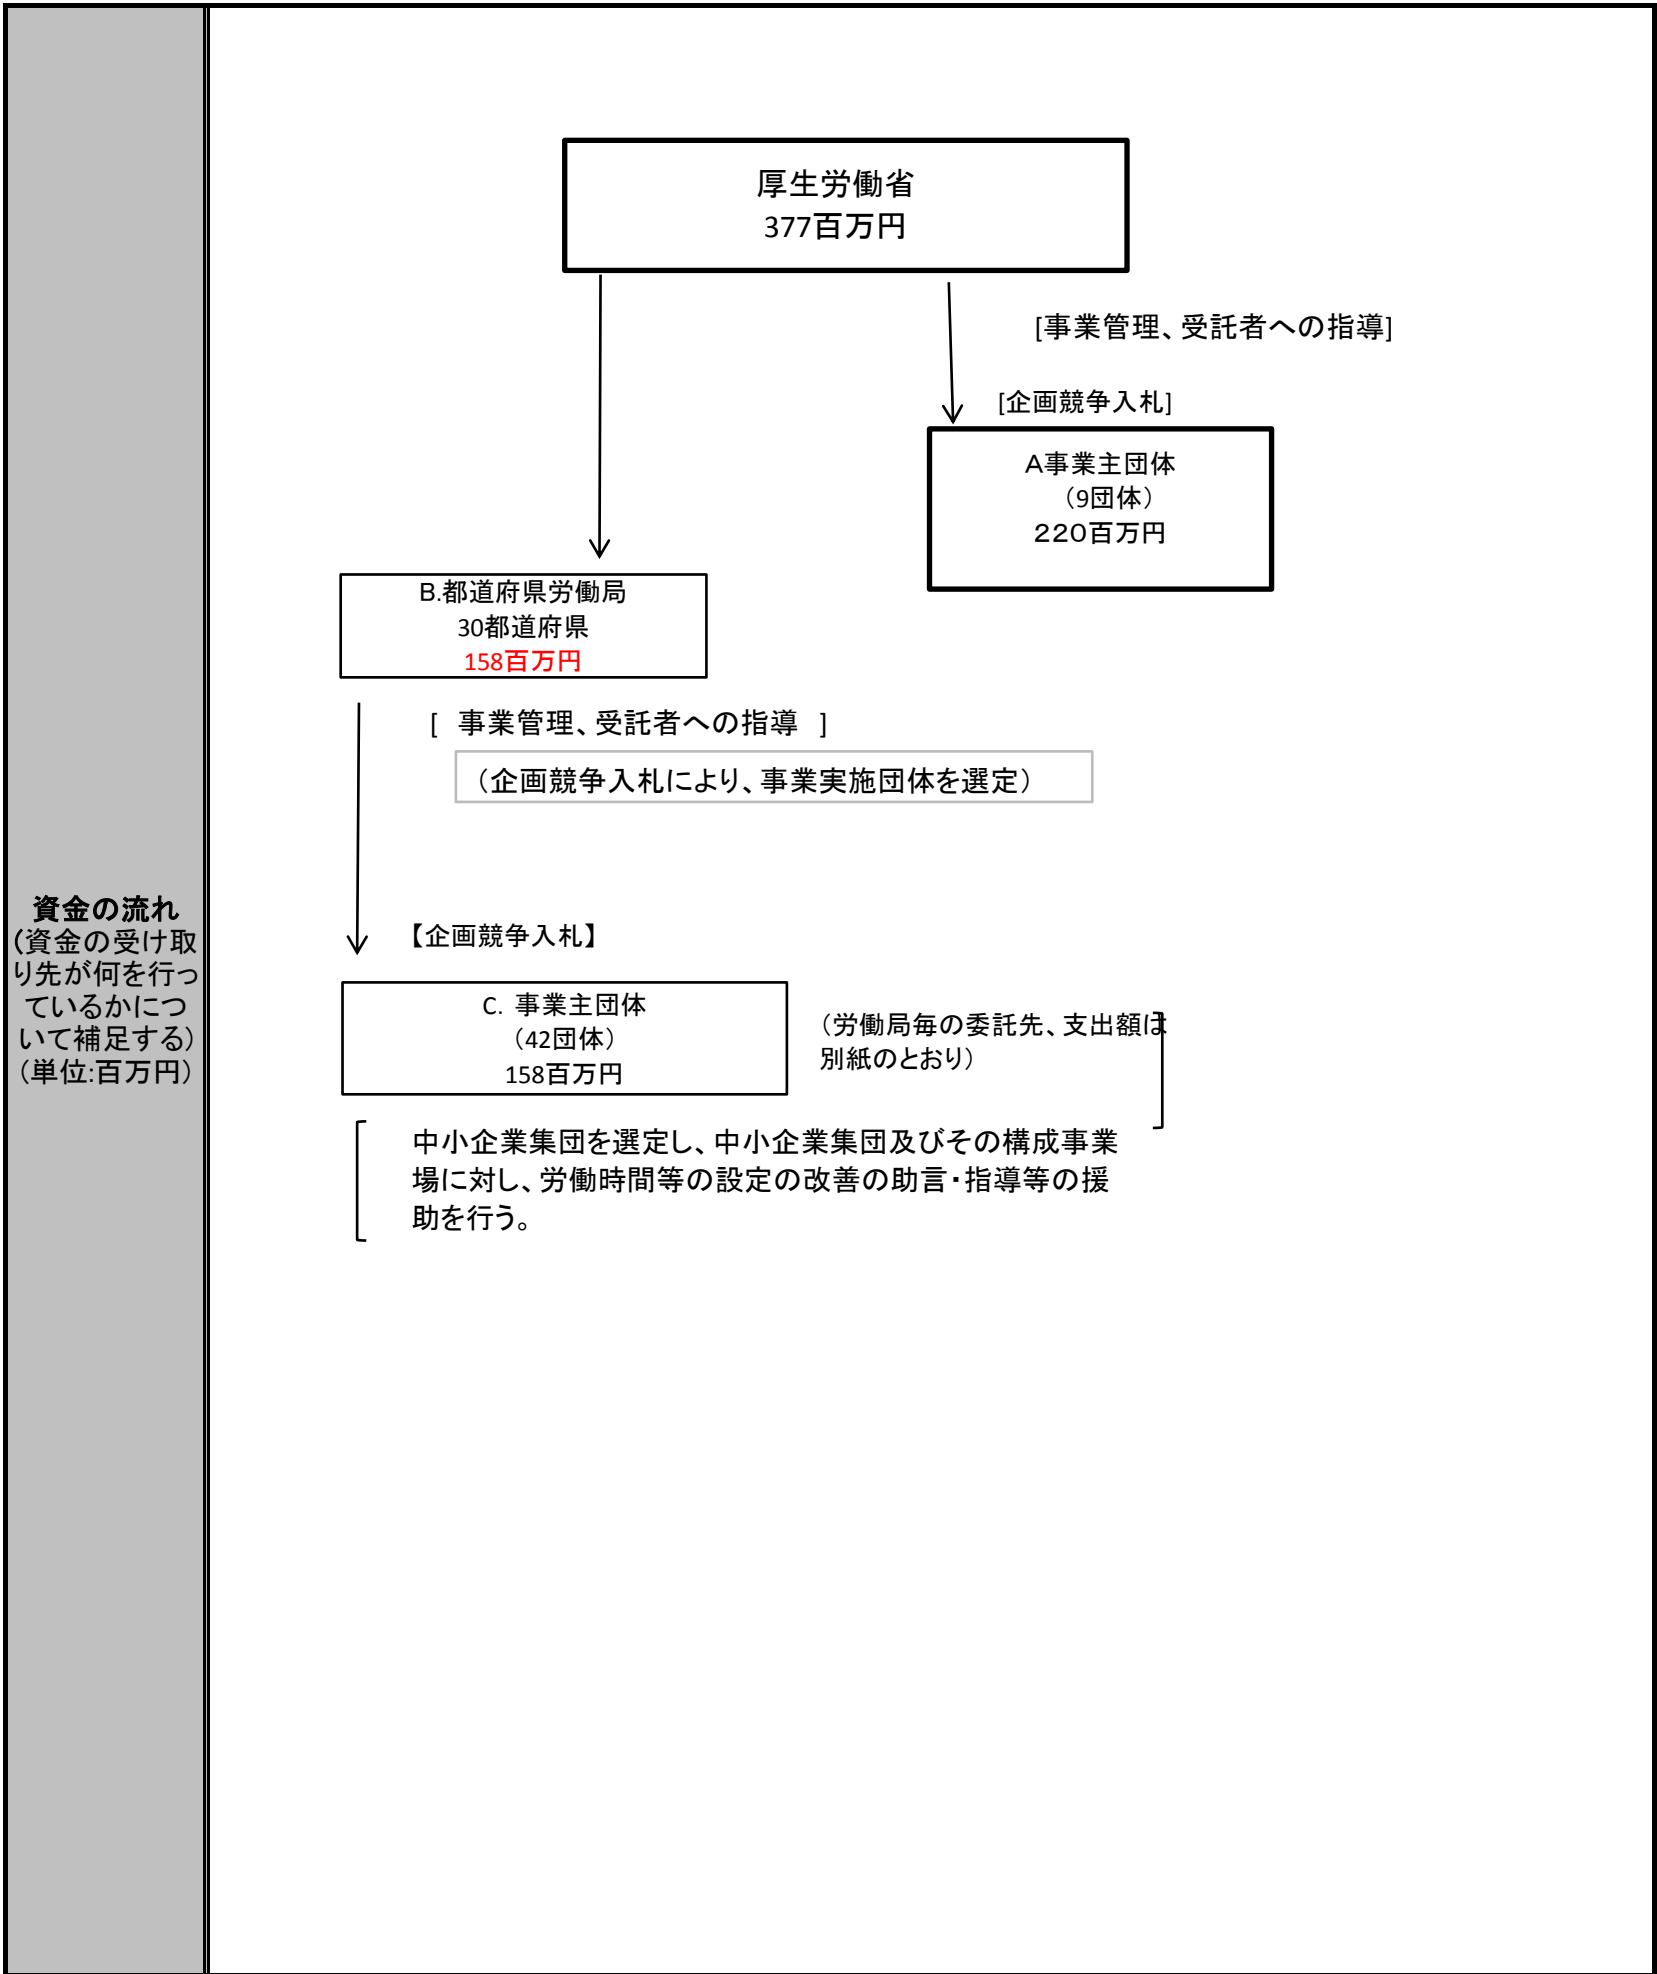 資金の流れ
(資金の受け取
り先が何を行っ
ているかにつ
いて補足する)
(単位:百万円)
厚生労働省
377百万円
[事業管理、受託者への指導]
[企画競争入札]
A事業主団体
（9団体）
２２０百万円
B.都道府県労働局
30都道府県
158百万円
[ 事業管理、受託者への指導 ]
（企画競争入札により、事業実施団体を選定）
【企画競争入札】
C. 事業主団体
（42団体）
158百万円
（労働局毎の委託先、支出額は
別紙のとおり）
中小企業集団を選定し、中小企業集団及びその構成事業
場に対し、労働時間等の設定の改善の助言・指導等の援
助を行う。